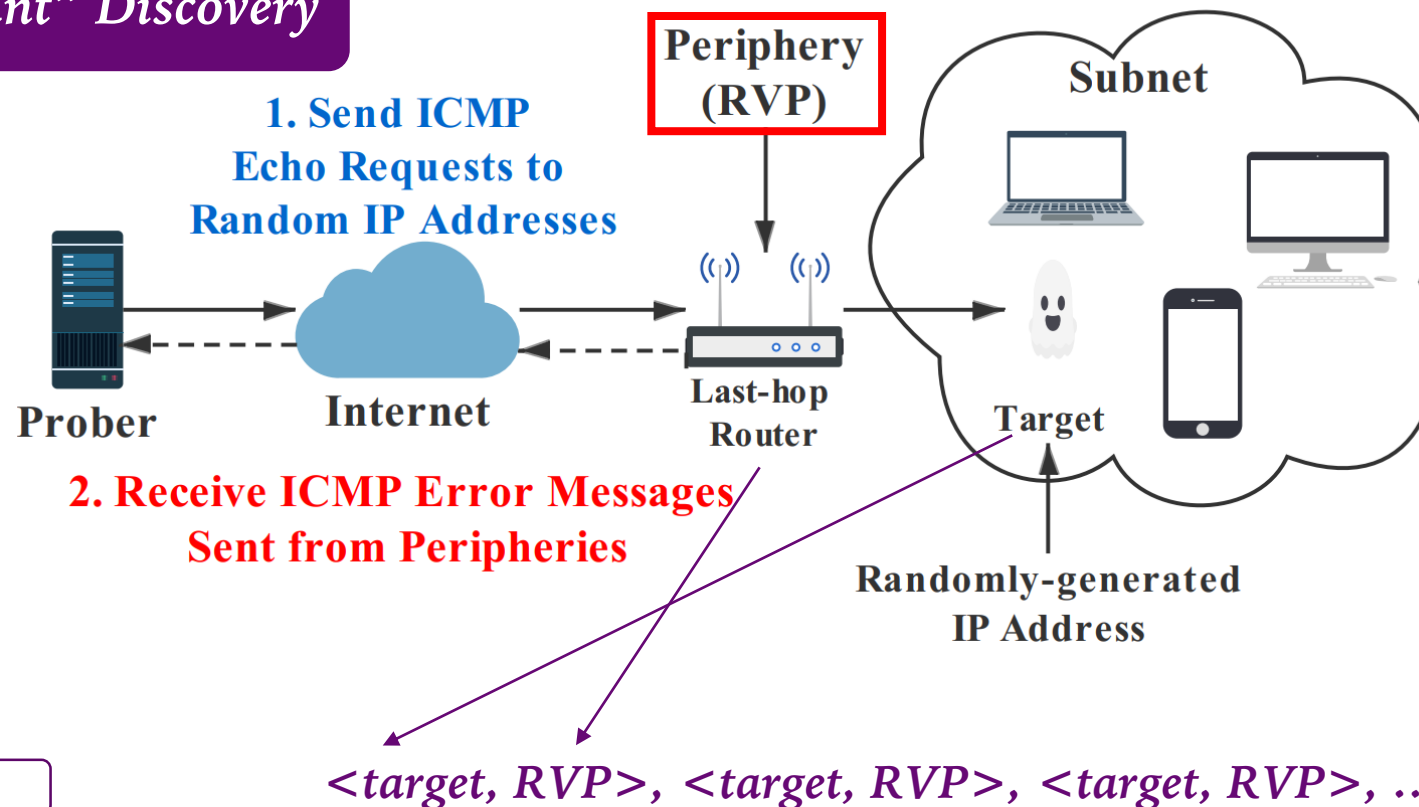 Discovery
Periphery
(RVP)
Subnet
1. Send ICMP
Echo Requests to
Random IP Addresses
Prober
Internet
Last-hop
Router
Target
2. Receive ICMP Error Messages
Sent from Peripheries
Randomly-generated
IP Address
<target, RVP>, <target, RVP>, <target, RVP>, ..